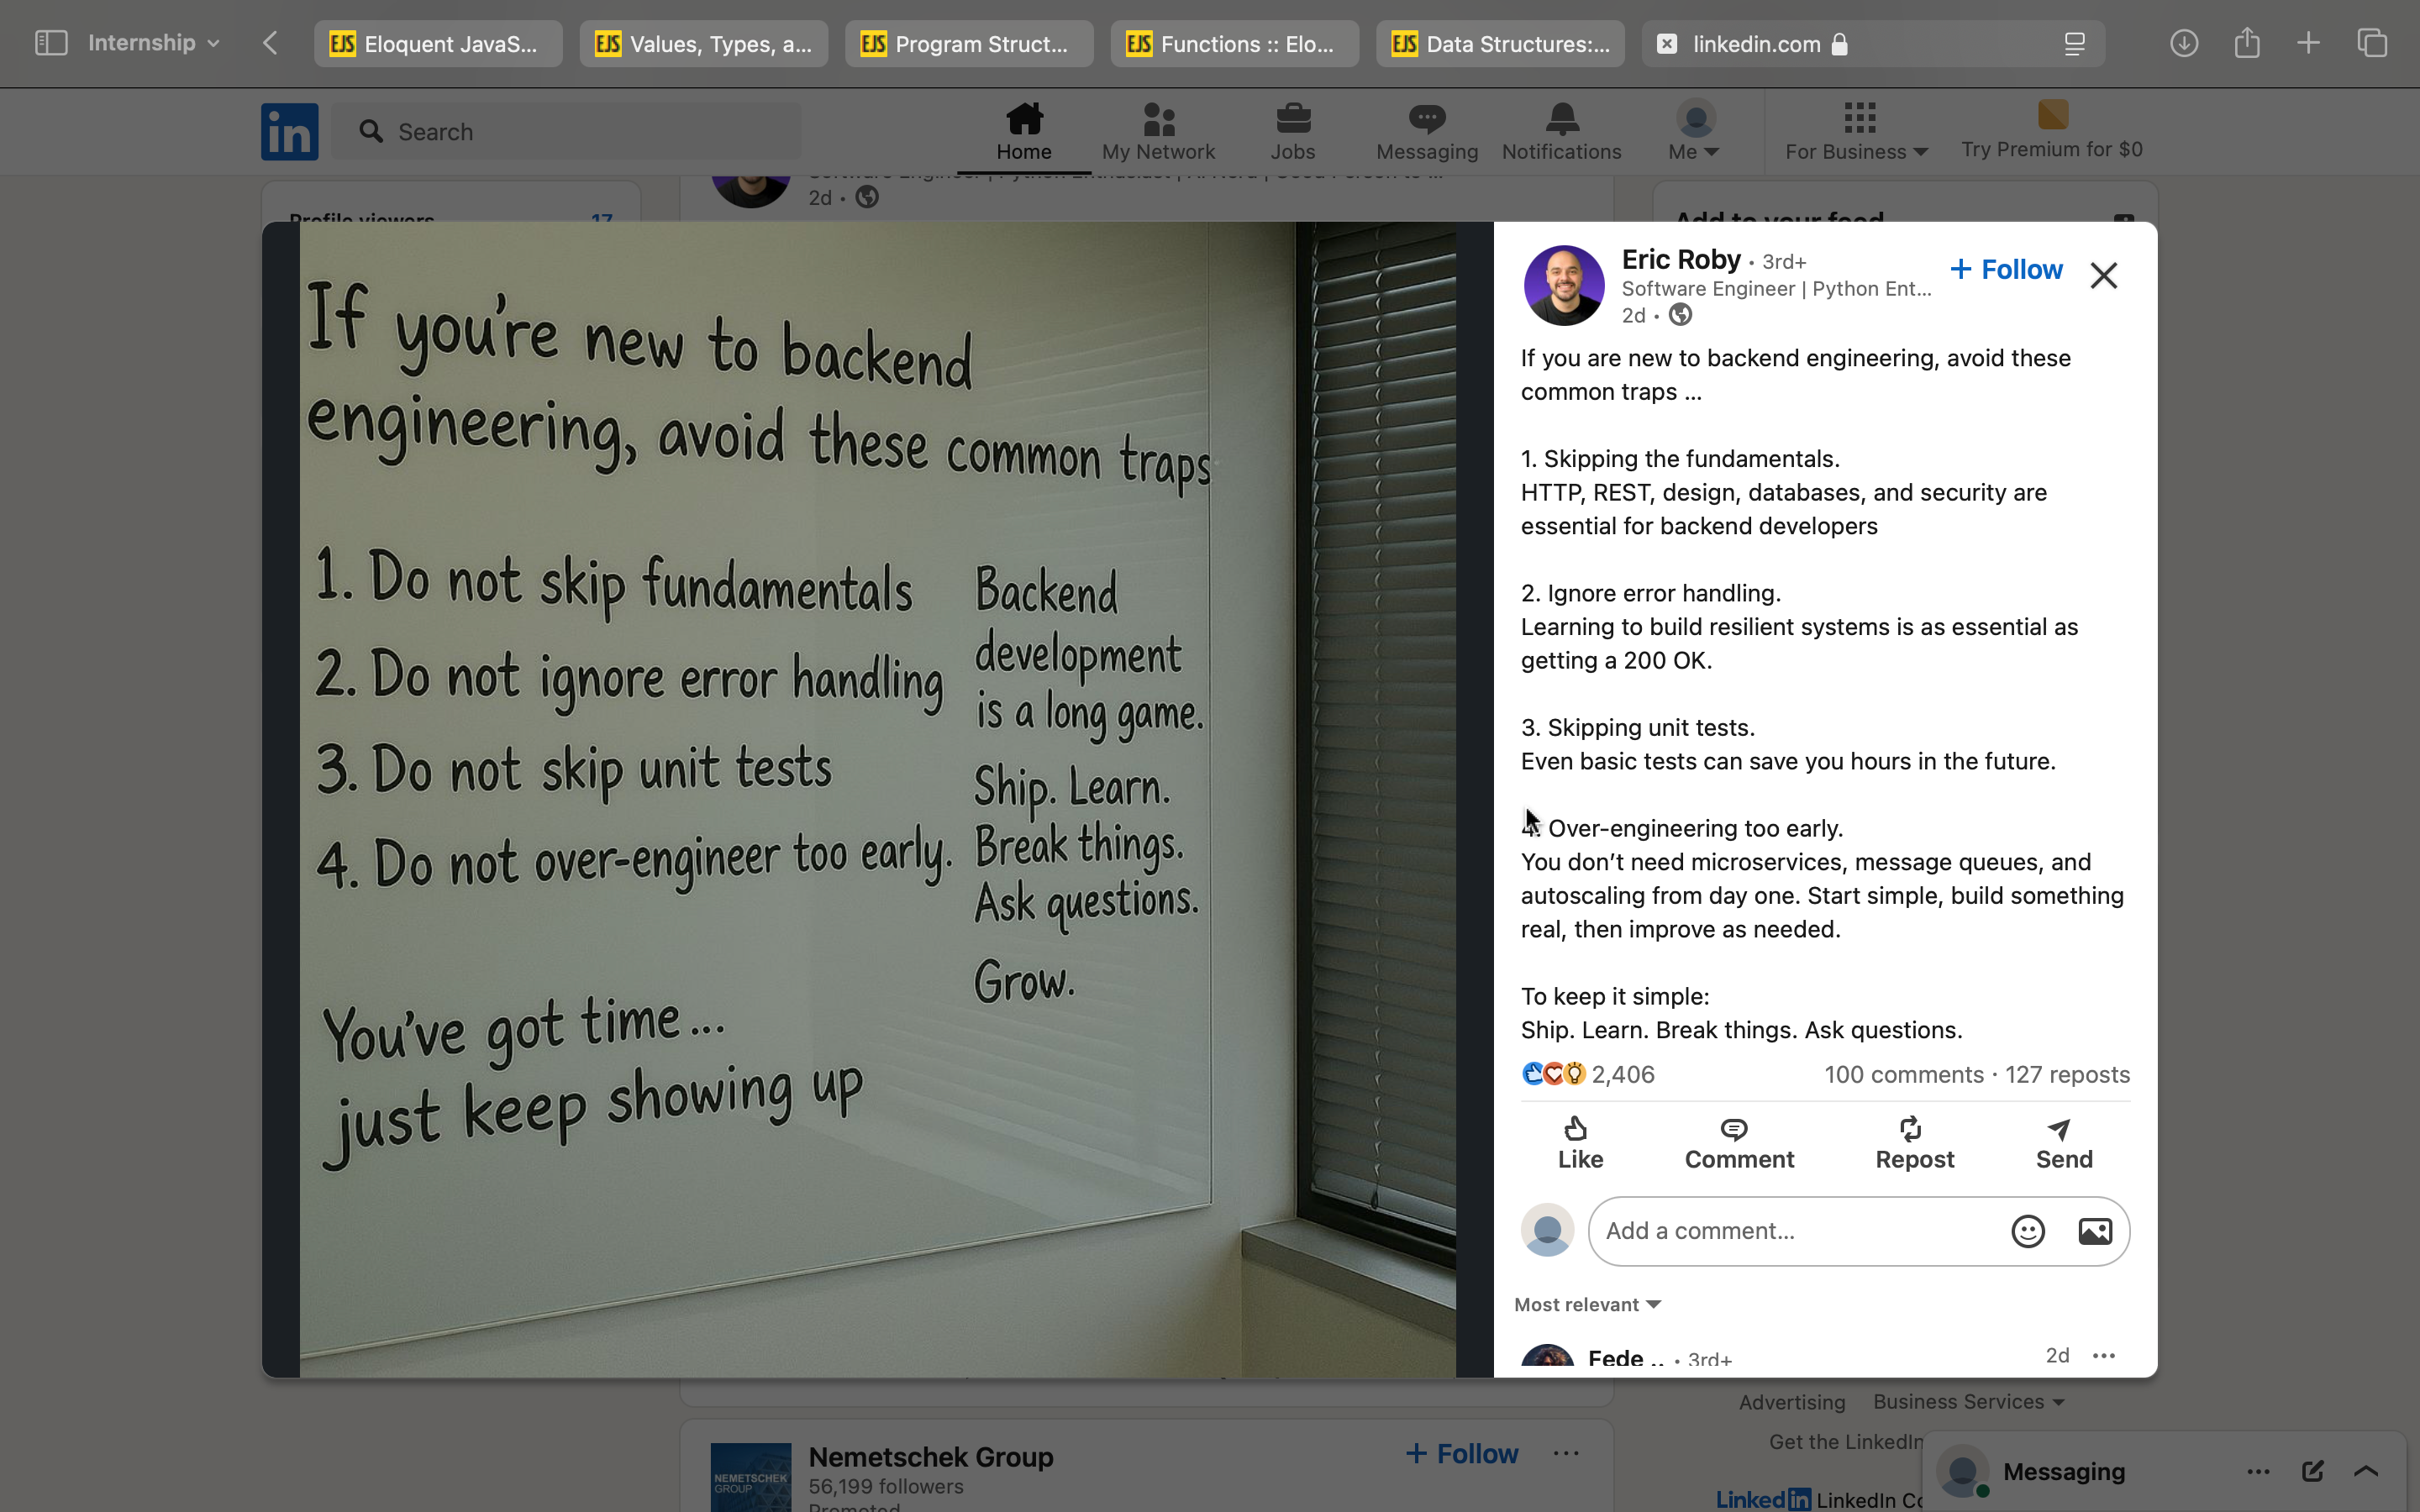 Internship
Eloquent JavaS...
Values, Types, a...
Program Struct...
Functions :: Elo...
Data Structures:...
linkedin.com
in
Search
Home
My Network
Jobs
Messaging
Notifications
Me
For Business
Try Premium for $0
2d •
Profile viewers
17
Add to your feed
If you're new to backend
engineering, avoid these common traps
1. Do not skip fundamentals
2. Do not ignore error handling
3. Do not skip unit tests
4. Do not over-engineer too early.
Backend
development
is a long game.
Ship. Learn.
Break things.
Ask questions.
Grow.
You've got time...
just keep showing up
Eric Roby • 3rd+
+ Follow
Software Engineer | Python Ent...
2d •
If you are new to backend engineering, avoid these
common traps ...
1. Skipping the fundamentals.
HTTP, REST, design, databases, and security are
essential for backend developers
2. Ignore error handling.
Learning to build resilient systems is as essential as
getting a 200 OK.
3. Skipping unit tests.
Even basic tests can save you hours in the future.
4. Over-engineering too early.
You don’t need microservices, message queues, and
autoscaling from day one. Start simple, build something
real, then improve as needed.
To keep it simple:
Ship. Learn. Break things. Ask questions.
2,406
100 comments · 127 reposts
Like
Comment
Repost
Send
Add a comment...
Most relevant
Fede .. • 3rd+
2d
NEMETSCHEK
GROUP
Nemetschek Group
56,199 followers
Promoted
+ Follow
Advertising
Business Services
Get the LinkedIn
Linkedin LinkedIn Co
Messaging